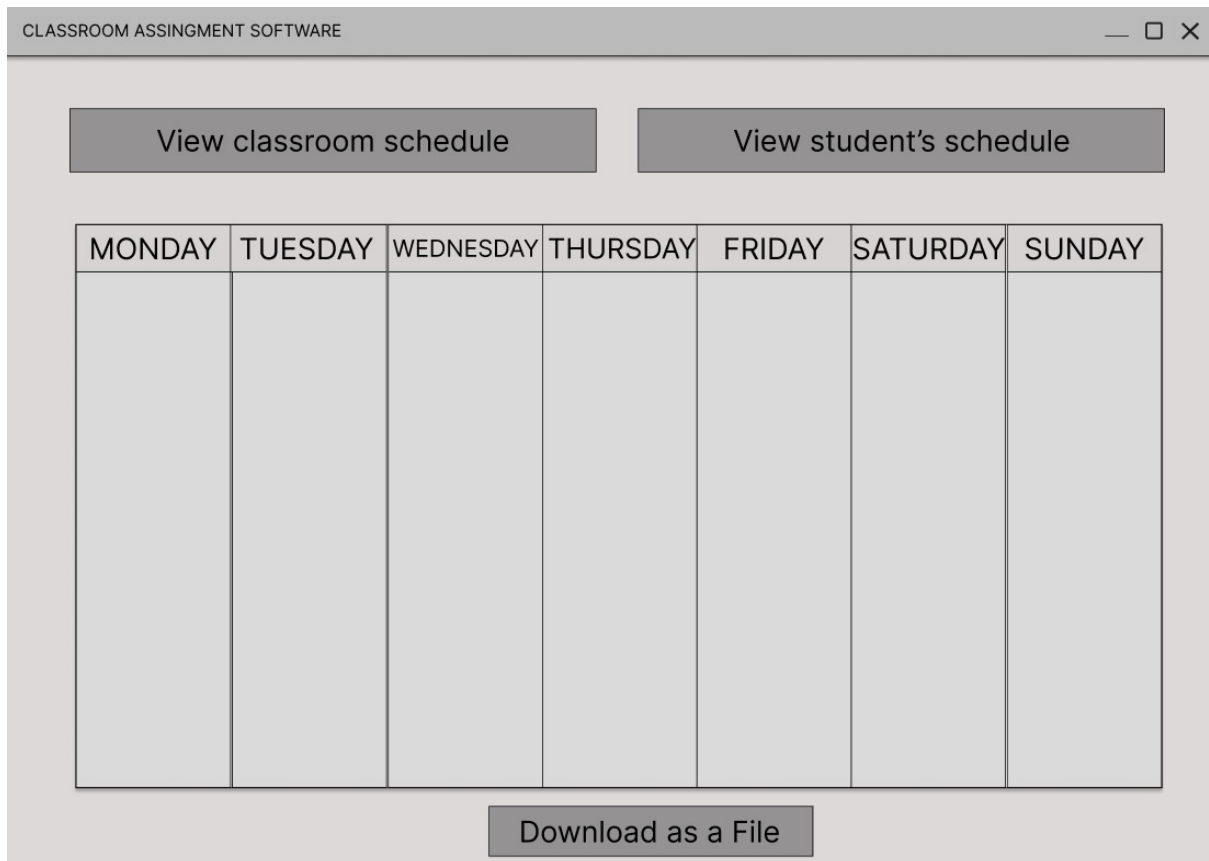 CLASSROOM ASSINGMENT SOFTWARE
View classroom schedule
View student’s schedule
MONDAY TUESDAY WEDNESDAY THURSDAY FRIDAY SATURDAY SUNDAY
Download as a File